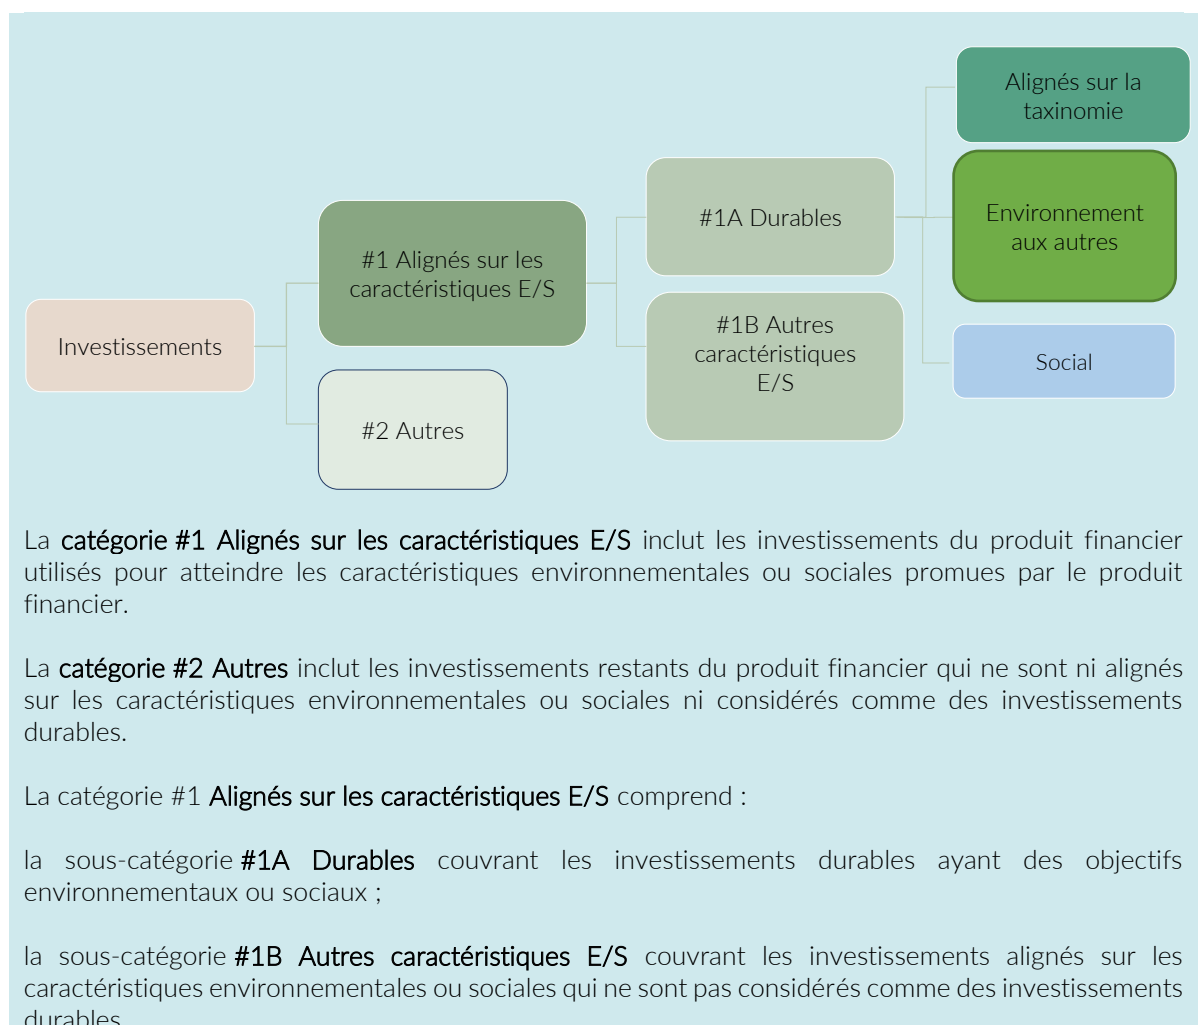 Alignés sur la
taxinomie
Environnement
aux autres
Social
#1A Durables
#1B Autres
caractéristiques
E/S
#1 Alignés sur les
caractéristiques E/S
#2 Autres
Investissements
La catégorie #1 Alignés sur les caractéristiques E/S inclut les investissements du produit financier
utilisés pour atteindre les caractéristiques environnementales ou sociales promues par le produit
financier.
La catégorie #2 Autres inclut les investissements restants du produit financier qui ne sont ni alignés
sur les caractéristiques environnementales ou sociales ni considérés comme des investissements
durables.
La catégorie #1 Alignés sur les caractéristiques E/S comprend :
la sous-catégorie #1A Durables couvrant les investissements durables ayant des objectifs
environnementaux ou sociaux ;
la sous-catégorie #1B Autres caractéristiques E/S couvrant les investissements alignés sur les
caractéristiques environnementales ou sociales qui ne sont pas considérés comme des investissements
durables.